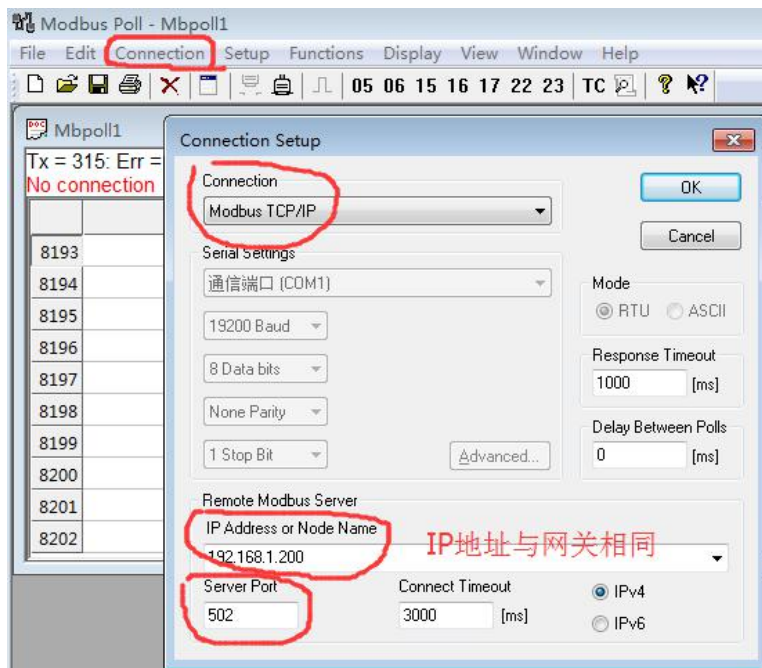 Modbus Poll - Mbpoll1
File Edit Connection Setup Functions Display View Window Help
05 06 15 16 17 22 23 TC
Mbpoll1
Tx = 315: Err =
No connection
8193
8194
8195
8196
8197
8198
8199
8200
8201
8202
Connection Setup
Connection
Modbus TCP/IP
OK
Cancel
Serial Settings
通信端口 (COM1)
19200 Baud
8 Data bits
None Parity
1 Stop Bit
Advanced...
Mode
RTU ASCII
Response Timeout
1000 [ms]
Delay Between Polls
0 [ms]
Remote Modbus Server
IP Address or Node Name
192.168.1.200
IP地址与网关相同
Server Port
502
Connect Timeout
3000 [ms]
IPv4
IPv6